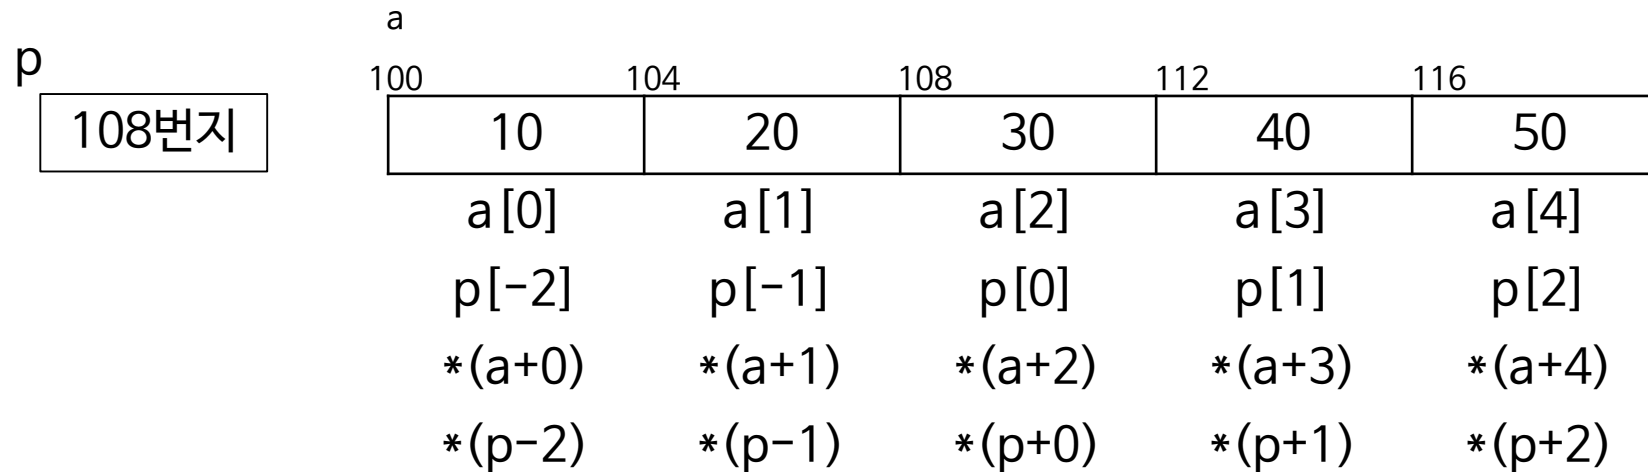 a
p
100 104 108 112 116
108번지 10 20 30 40 50
a[0] a[1] a[2] a[3] a[4]
p[-2] p[-1] p[0] p[1] p[2]
*(a+0) *(a+1) *(a+2) *(a+3) *(a+4)
*(p-2) *(p-1) *(p+0) *(p+1) *(p+2)